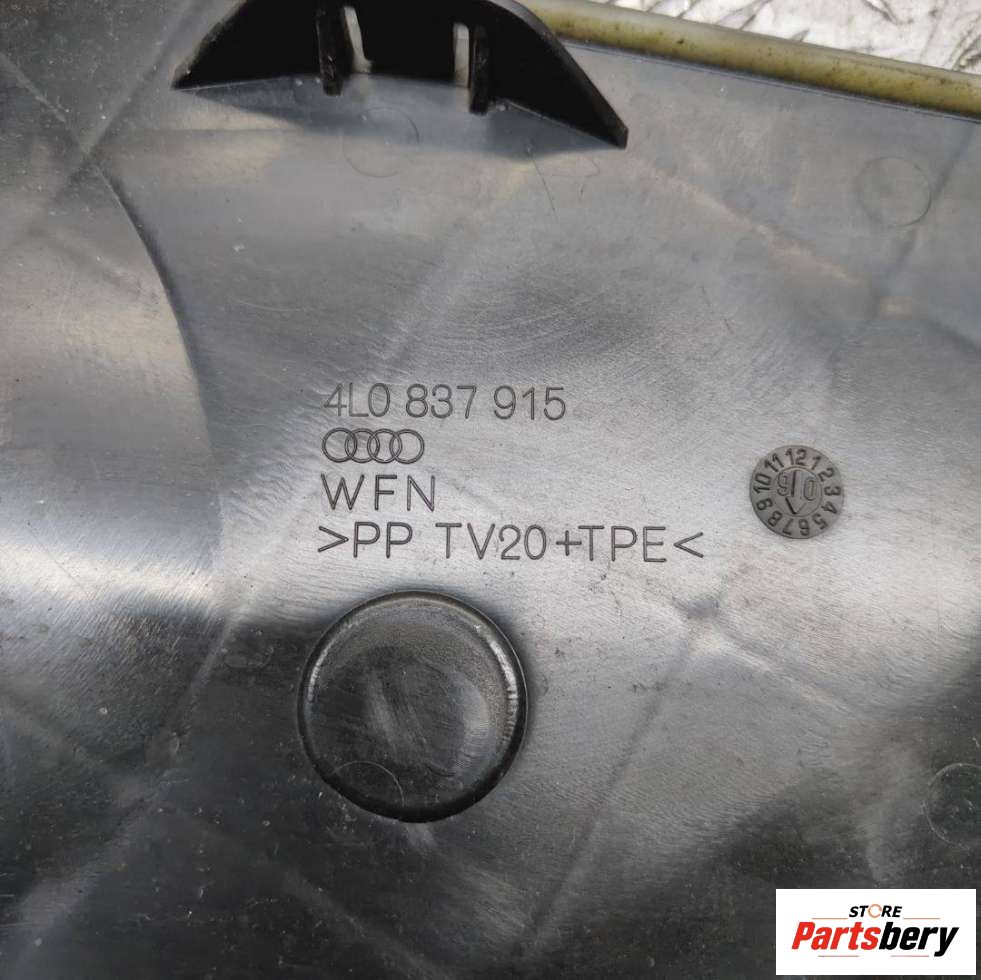 4L0 837 915
WFN
>PP TV20+TPE<
1 2 3 4 5 6 7 8 9 10 11 12
STORE
Partsbery